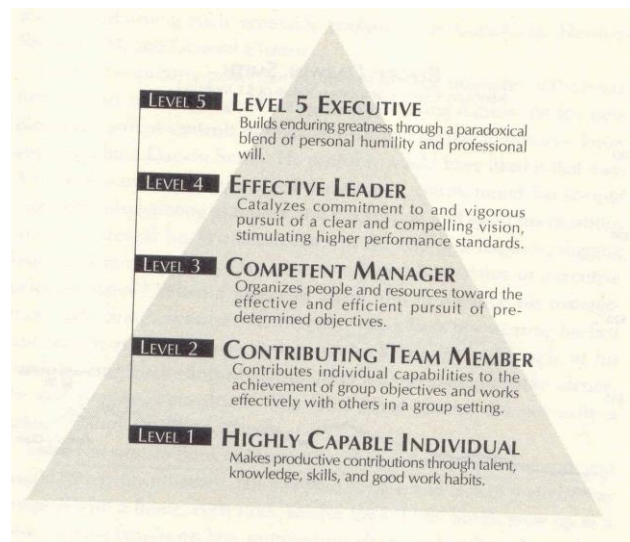 LEVEL 5 LEVEL 5 EXECUTIVE
Builds enduring greatness through a paradoxical
blend of personal humility and professional
will.
LEVEL 4 EFFECTIVE LEADER
Catalyzes commitment to and vigorous
pursuit of a clear and compelling vision,
stimulating higher performance standards.
LEVEL 3 COMPETENT MANAGER
Organizes people and resources toward the
effective and efficient pursuit of pre-
determined objectives.
LEVEL 2 CONTRIBUTING TEAM MEMBER
Contributes individual capabilities to the
achievement of group objectives and works
effectively with others in a group setting.
LEVEL 1 HIGHLY CAPABLE INDIVIDUAL
Makes productive contributions through talent,
knowledge, skills, and good work habits.